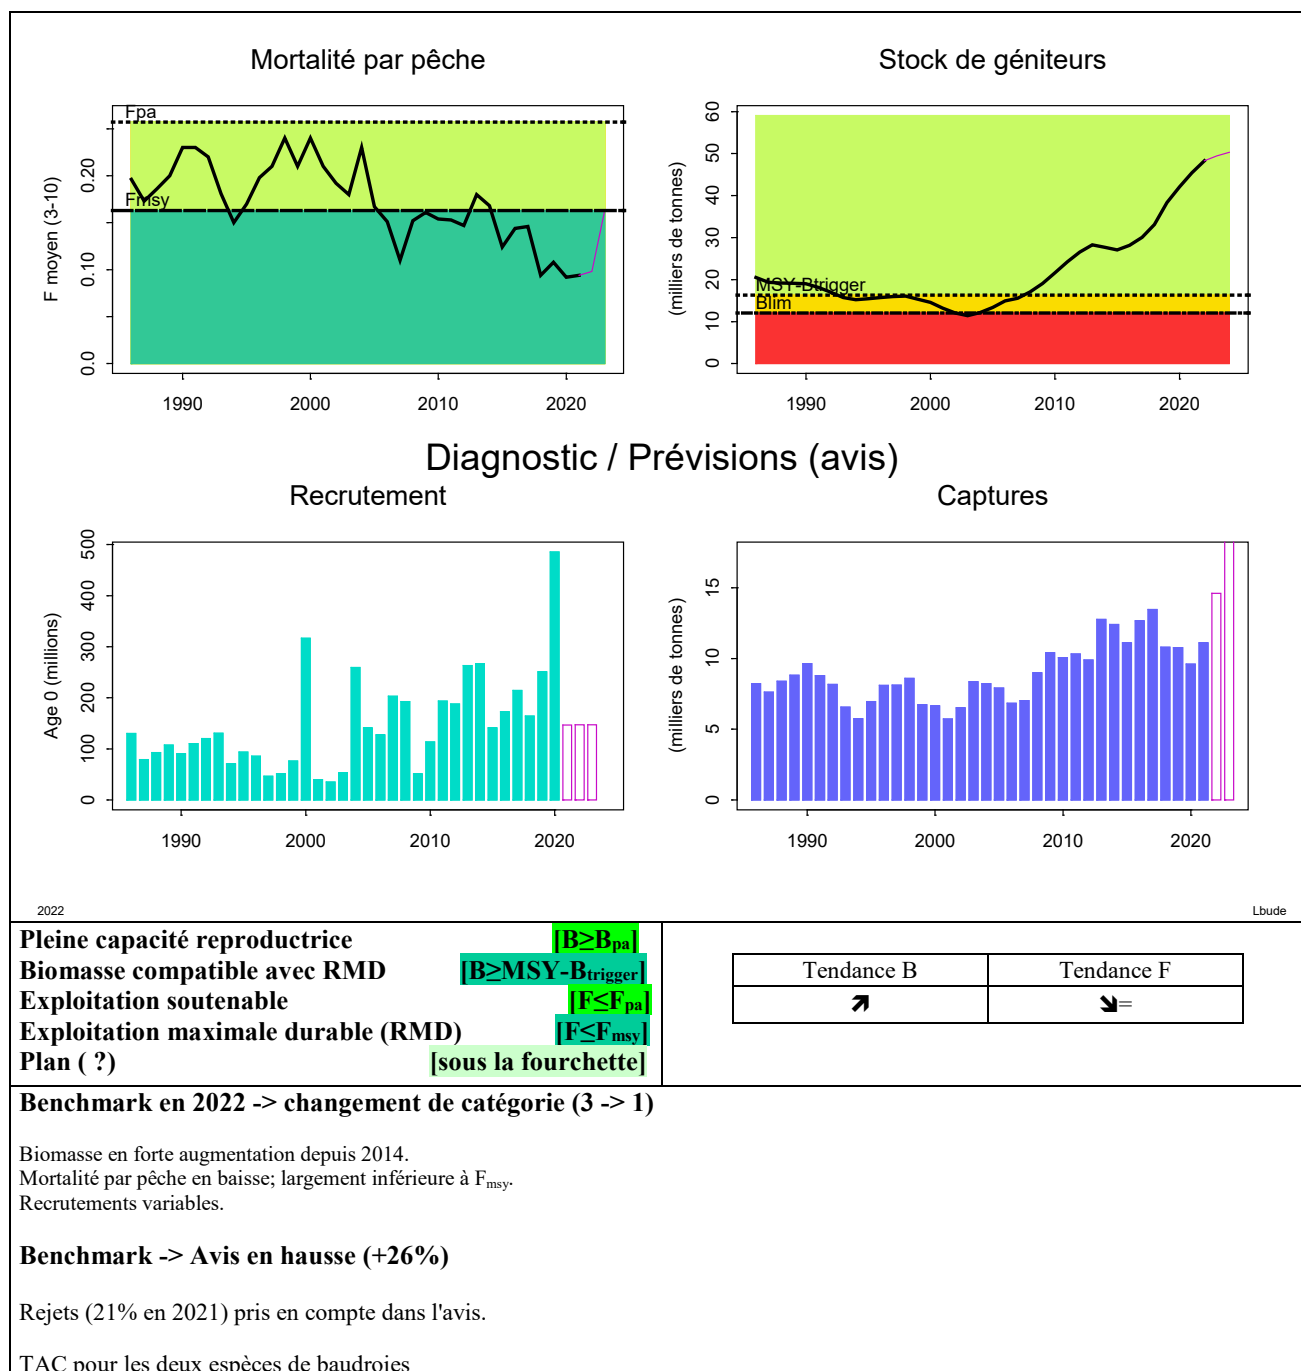 Mortalité par pêche
Stock de géniteurs
F moyen (3-10)
0.0
0.10
0.20
Fpa
Fmsy
1990
2000
2010
2020
(milliers de tonnes)
0
10
20
30
40
50
60
MSY-Btrigger
Blim
1990
2000
2010
2020
Diagnostic / Prévisions (avis)
Recrutement
Captures
Age 0 (millions)
0
100
200
300
400
500
1990
2000
2010
2020
(milliers de tonnes)
0
5
10
15
1990
2000
2010
2020
2022
Lbude
Pleine capacité reproductrice [B≥Bpa]
Biomasse compatible avec RMD [B≥MSY-Btrigger]
Exploitation soutenable [F≤Fpa]
Exploitation maximale durable (RMD) [F≤Fmsy]
Plan ( ?) [sous la fourchette]
Tendance B Tendance F
↗ ↘=
Benchmark en 2022 -> changement de catégorie (3 -> 1)
Biomasse en forte augmentation depuis 2014.
Mortalité par pêche en baisse; largement inférieure à Fmsy.
Recrutements variables.
Benchmark -> Avis en hausse (+26%)
Rejets (21% en 2021) pris en compte dans l'avis.
TAC pour les deux espèces de baudroies